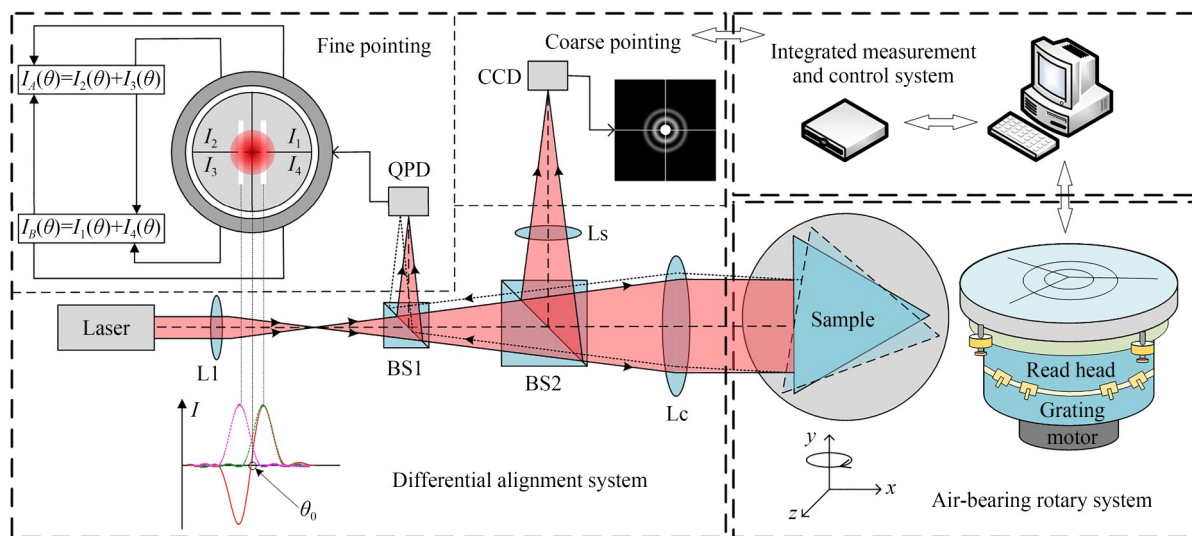 Fine pointing
I_A(θ)=I_2(θ)+I_3(θ)
I_2
I_1
I_3
I_4
I_B(θ)=I_1(θ)+I_4(θ)
QPD
Coarse pointing
CCD
Ls
Integrated measurement
and control system
Laser
L1
BS1
BS2
Lc
Sample
I
θ_0
Differential alignment system
y
x
z
Read head
Grating
motor
Air-bearing rotary system